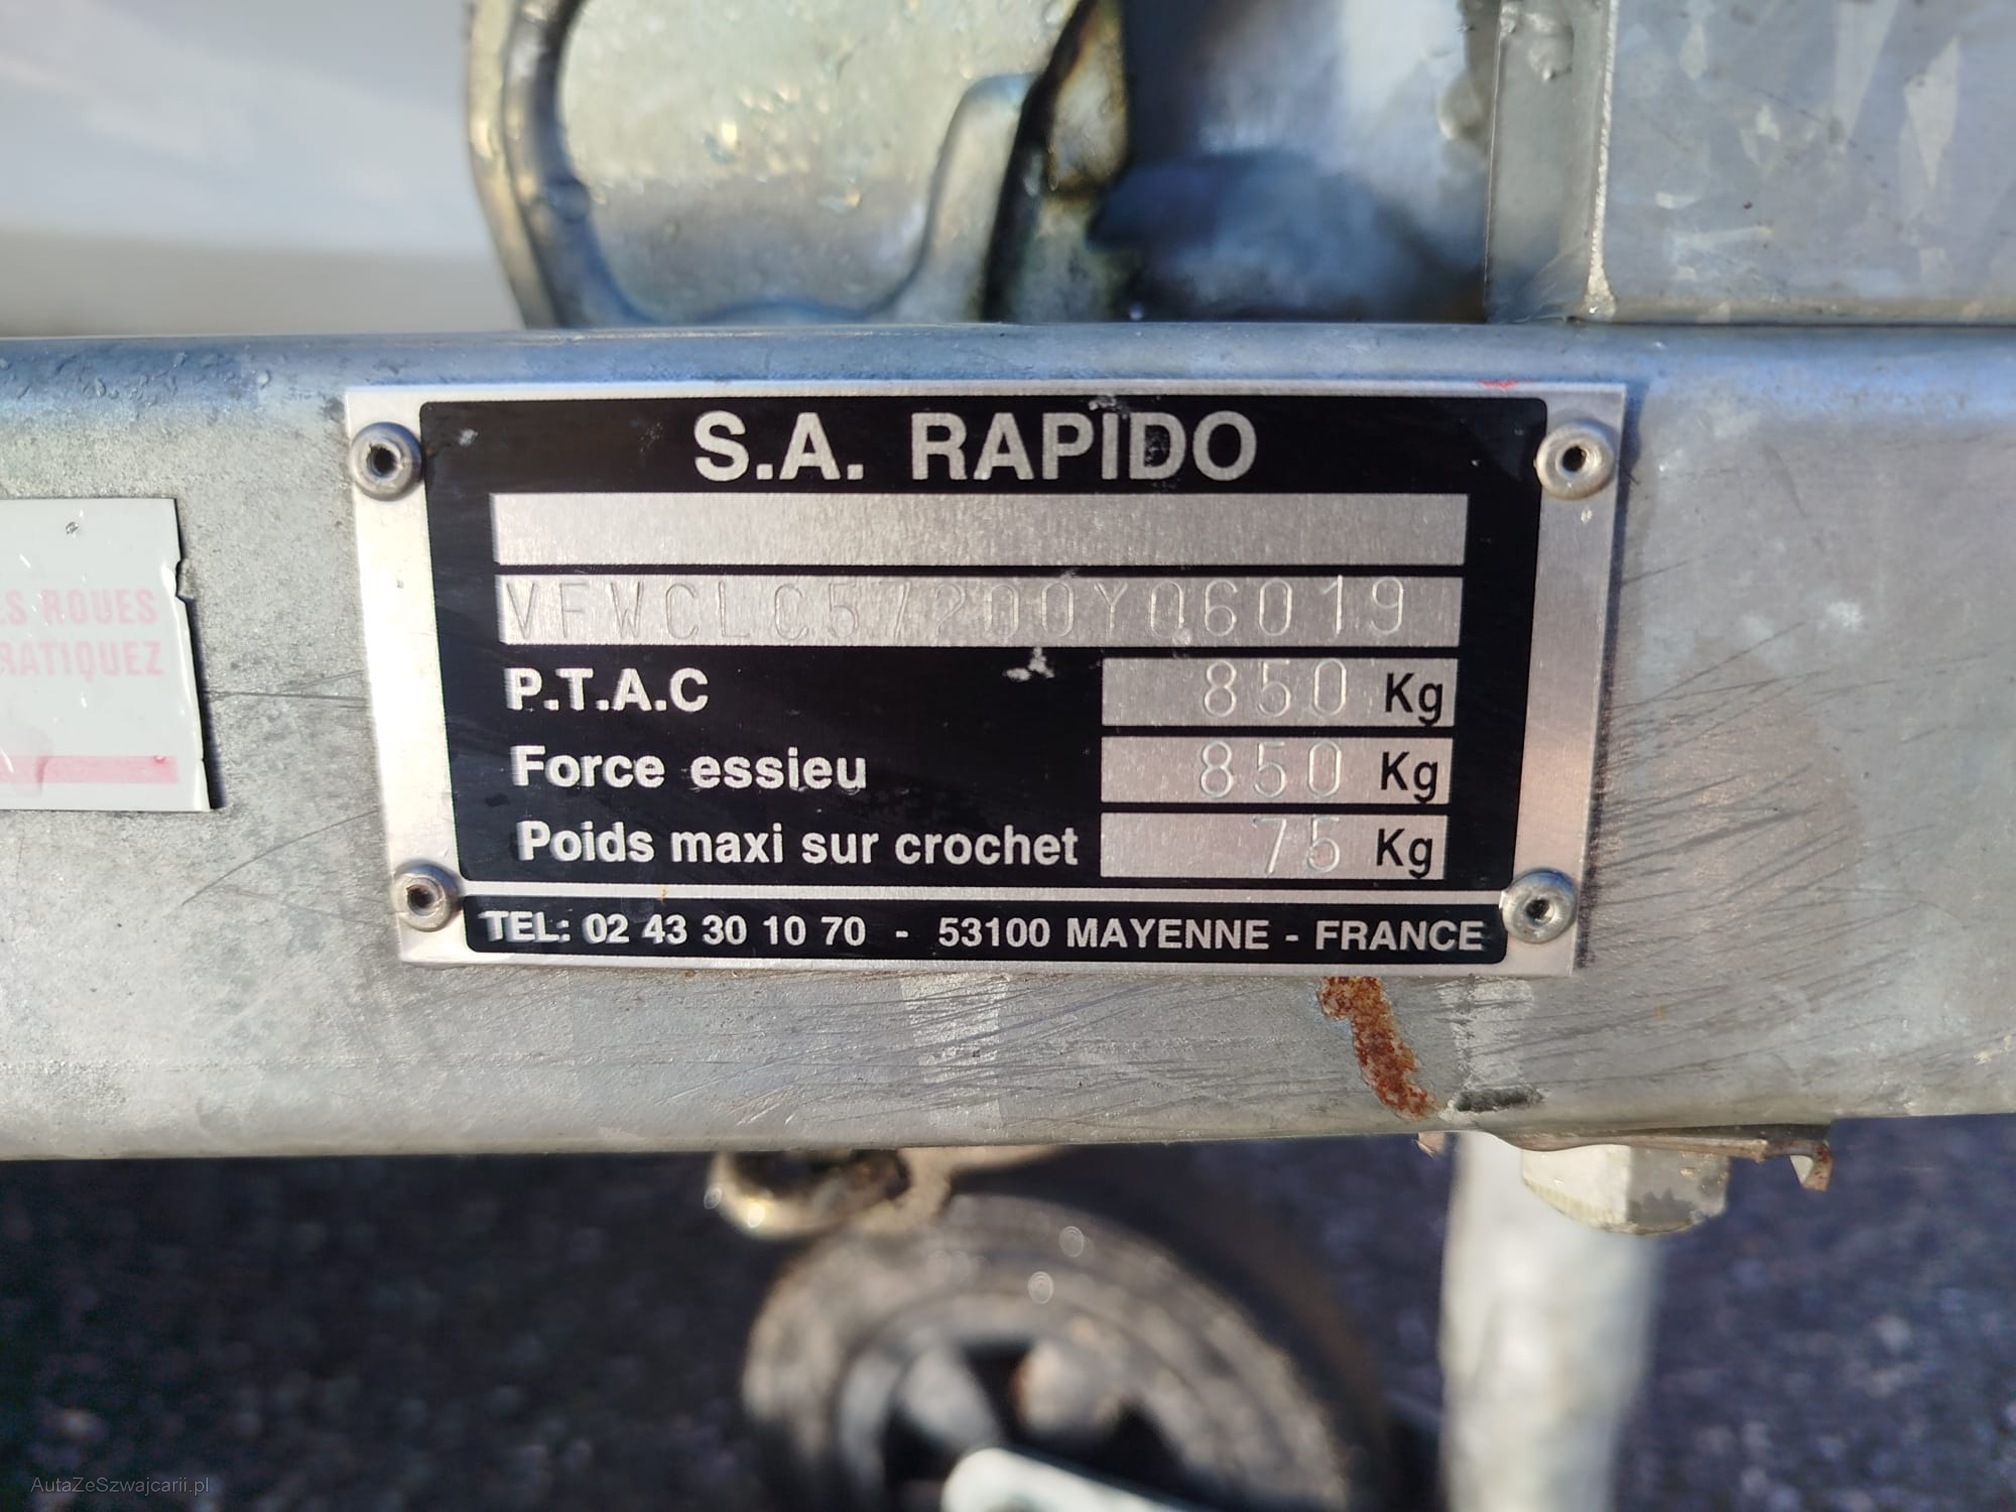 S.A. RAPIDO
VFWCLC57200Y06019
P.T.A.C 850 Kg
Force essieu 850 Kg
Poids maxi sur crochet 75 Kg
TEL: 02 43 30 10 70 - 53100 MAYENNE - FRANCE
ROUES
AutaZeSzwajcarii.pl